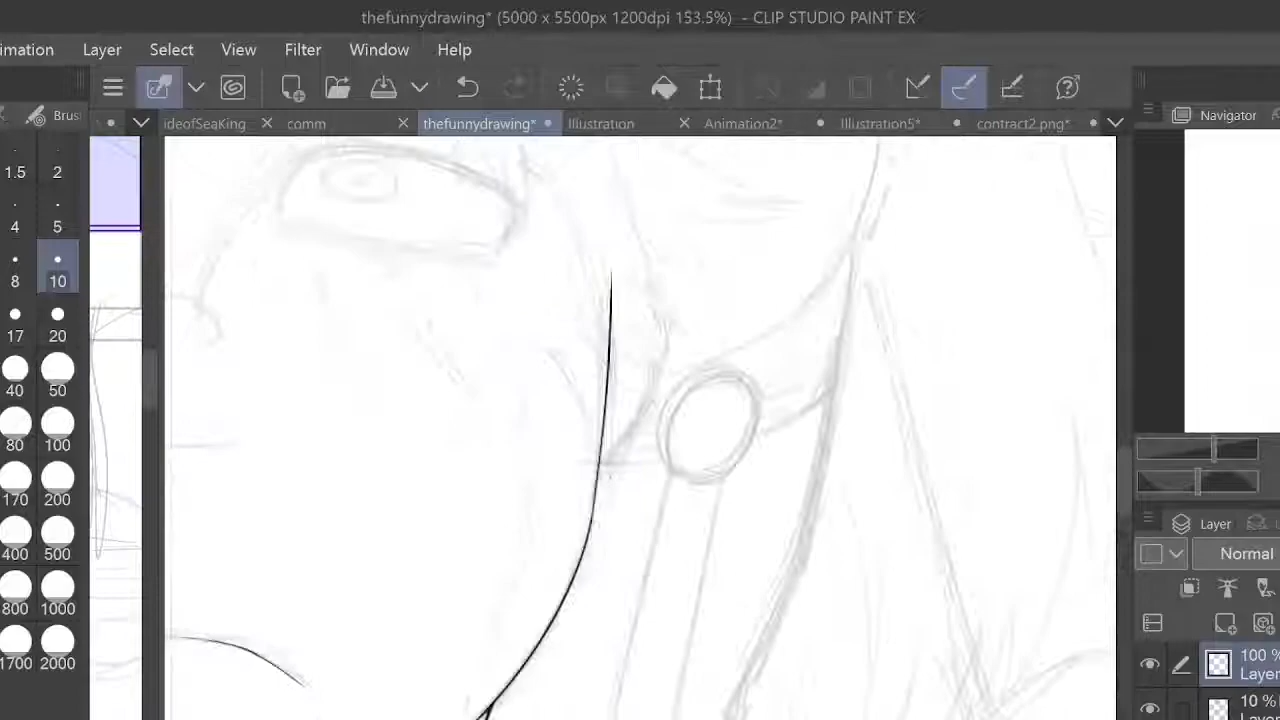 thefunnydrawing* (5000 x 5500px 1200dpi 153.5%) - CLIP STUDIO PAINT EX
imation Layer Select View Filter Window Help
Brus
ideofSeaKing comm thefunnydrawing* Illustration Animation2* Illustration5* contract2.png*
Navigator
1.5 2
4 5
8 10
17 20
40 50
80 100
170 200
400 500
800 1000
1700 2000
Layer
Normal
100 %
Layer
10 %